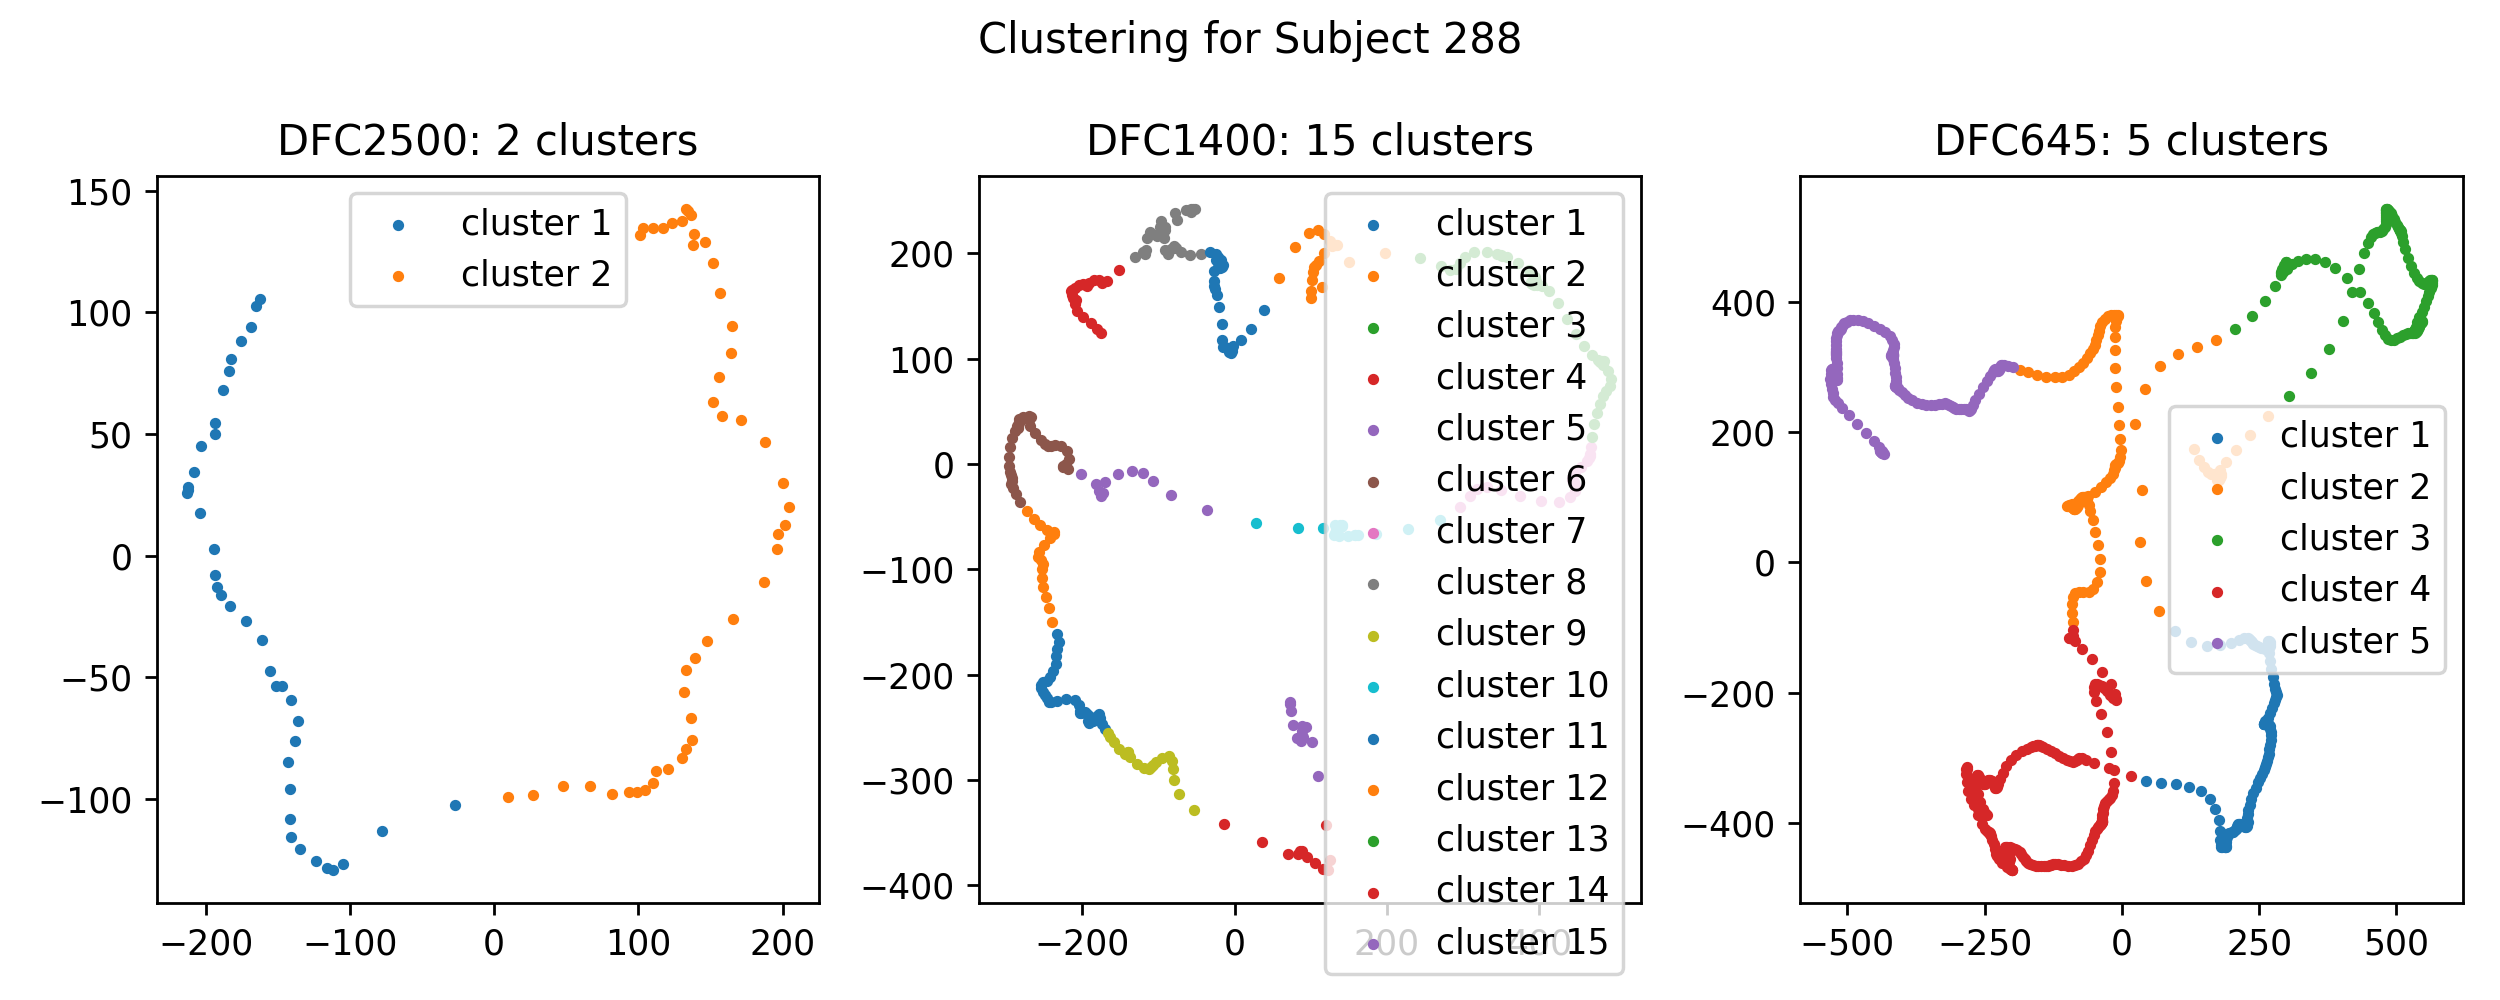 Clustering for Subject 288
DFC2500: 2 clusters
150
100
50
0
−50
−100
−200
−100
0
100
200
cluster 1
cluster 2
DFC1400: 15 clusters
200
100
0
−100
−200
−300
−400
−200
0
200
400
cluster 1
cluster 2
cluster 3
cluster 4
cluster 5
cluster 6
cluster 7
cluster 8
cluster 9
cluster 10
cluster 11
cluster 12
cluster 13
cluster 14
cluster 15
DFC645: 5 clusters
400
200
0
−200
−400
−500
−250
0
250
500
cluster 1
cluster 2
cluster 3
cluster 4
cluster 5